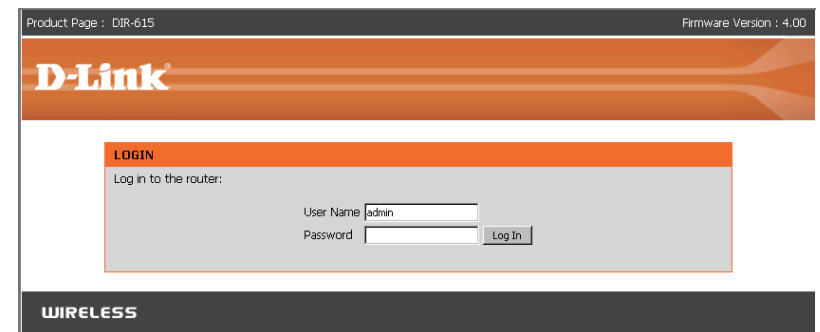 Product Page : DIR-615 Firmware Version : 4.00
D-Link®
LOGIN
Log in to the router:
User Name admin
Password Log In
WIRELESS